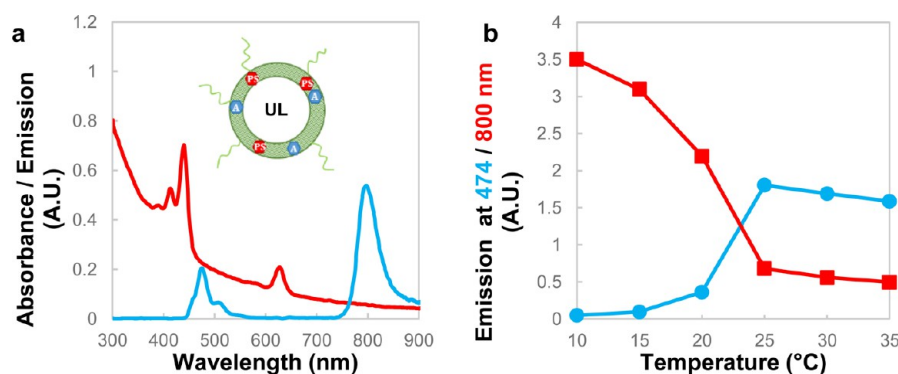 a
Absorbance / Emission
(A.U.)
1.2
1
0.8
0.6
0.4
0.2
0
300 400 500 600 700 800 900
Wavelength (nm)
PS
PS
A
A
UL
PS
A
b
Emission at 474 / 800 nm
(A.U.)
4
3.5
3
2.5
2
1.5
1
0.5
0
10 15 20 25 30 35
Temperature (°C)